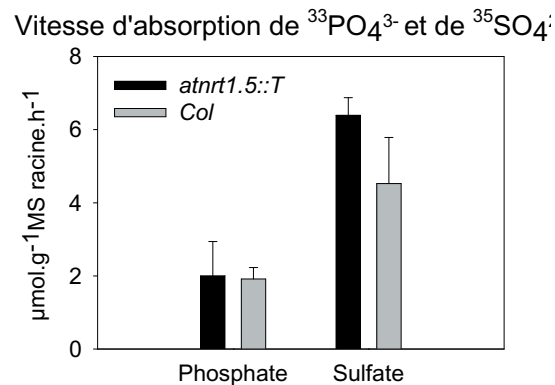 Vitesse d'absorption de ³³PO₄³⁻ et de ³⁵SO₄²
8
6
4
2
0
µmol.g⁻¹MS racine.h⁻¹
atnrt1.5::T
Col
Phosphate Sulfate